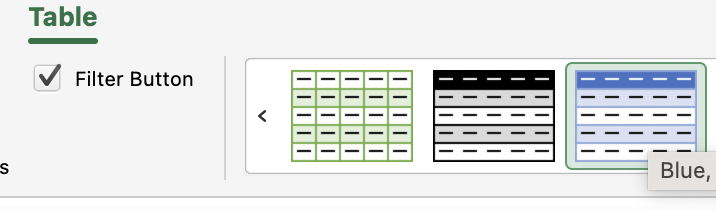 Table
Filter Button
s
Blue,